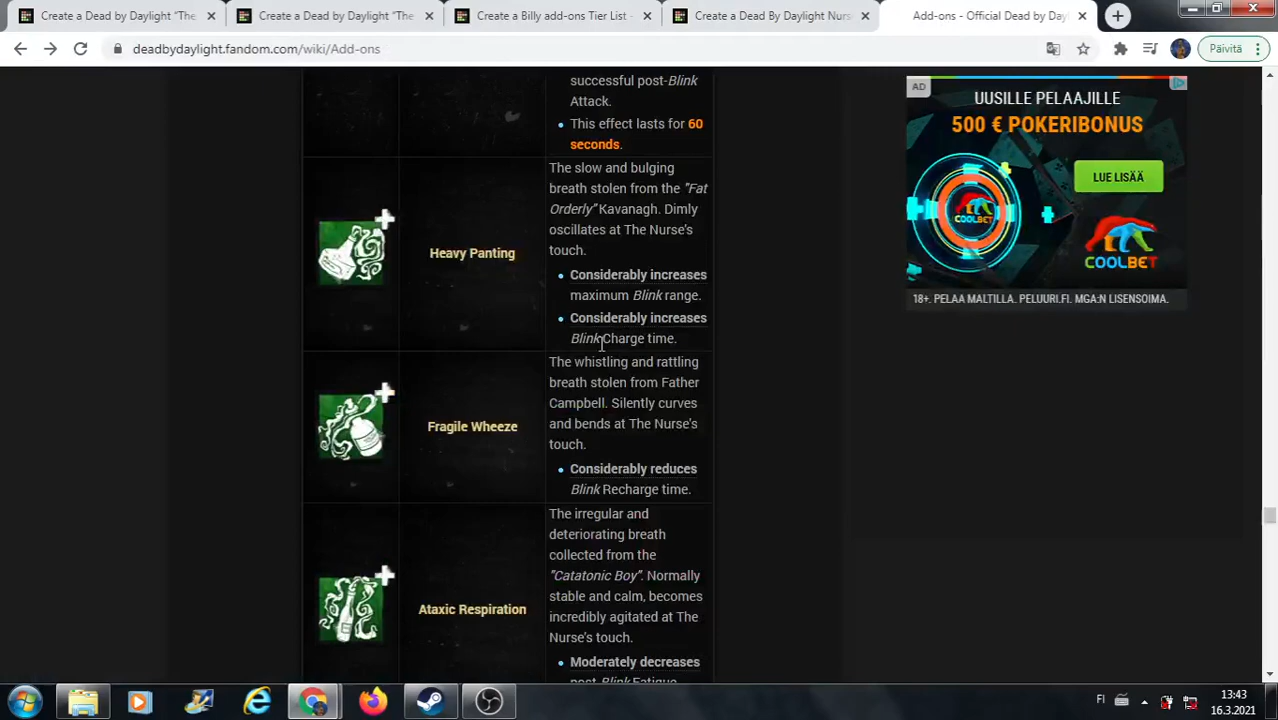 Create a Dead by Daylight "The
Create a Dead by Daylight "The
Create a Billy add-ons Tier List -
Create a Dead By Daylight Nurs
Add-ons - Official Dead by Day
deadbydaylight.fandom.com/wiki/Add-ons
Päivitä
successful post-Blink
Attack.
This effect lasts for 60
seconds.
Heavy Panting
The slow and bulging
breath stolen from the "Fat
Orderly" Kavanagh. Dimly
oscillates at The Nurse's
touch.
Considerably increases
maximum Blink range.
Considerably increases
Blink Charge time.
Fragile Wheeze
The whistling and rattling
breath stolen from Father
Campbell. Silently curves
and bends at The Nurse's
touch.
Considerably reduces
Blink Recharge time.
Ataxic Respiration
The irregular and
deteriorating breath
collected from the
"Catatonic Boy". Normally
stable and calm, becomes
incredibly agitated at The
Nurse's touch.
Moderately decreases
post-Blink Fatigue
AD
UUSILLE PELAAJILLE
500 € POKERIBONUS
LUE LISÄÄ
COOLBET
COOLBET
18+. PELAA MALTILLA. PELUURI.FI. MGA:N LISENSOIMA.
FI
13:43
16.3.2021